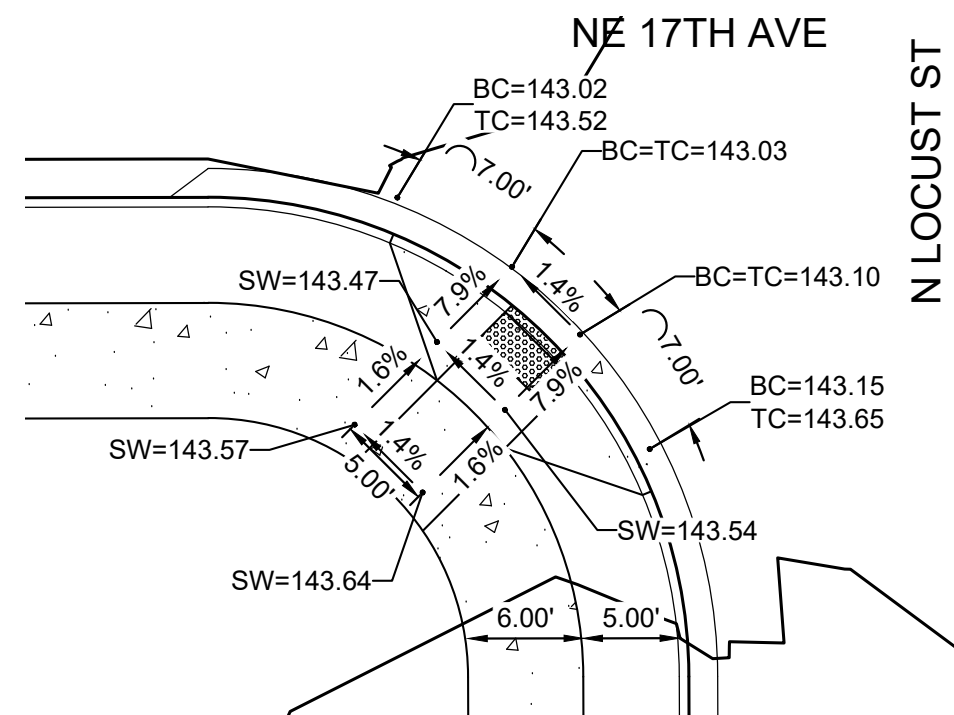 NE 17TH AVE
N LOCUST ST
BC=143.02
TC=143.52
BC=TC=143.03
7.00'
SW=143.47
7.9%
1.4%
BC=TC=143.10
1.6%
1.4%
7.9%
7.00'
BC=143.15
TC=143.65
SW=143.57
1.4%
5.00'
1.6%
SW=143.54
SW=143.64
6.00'
5.00'